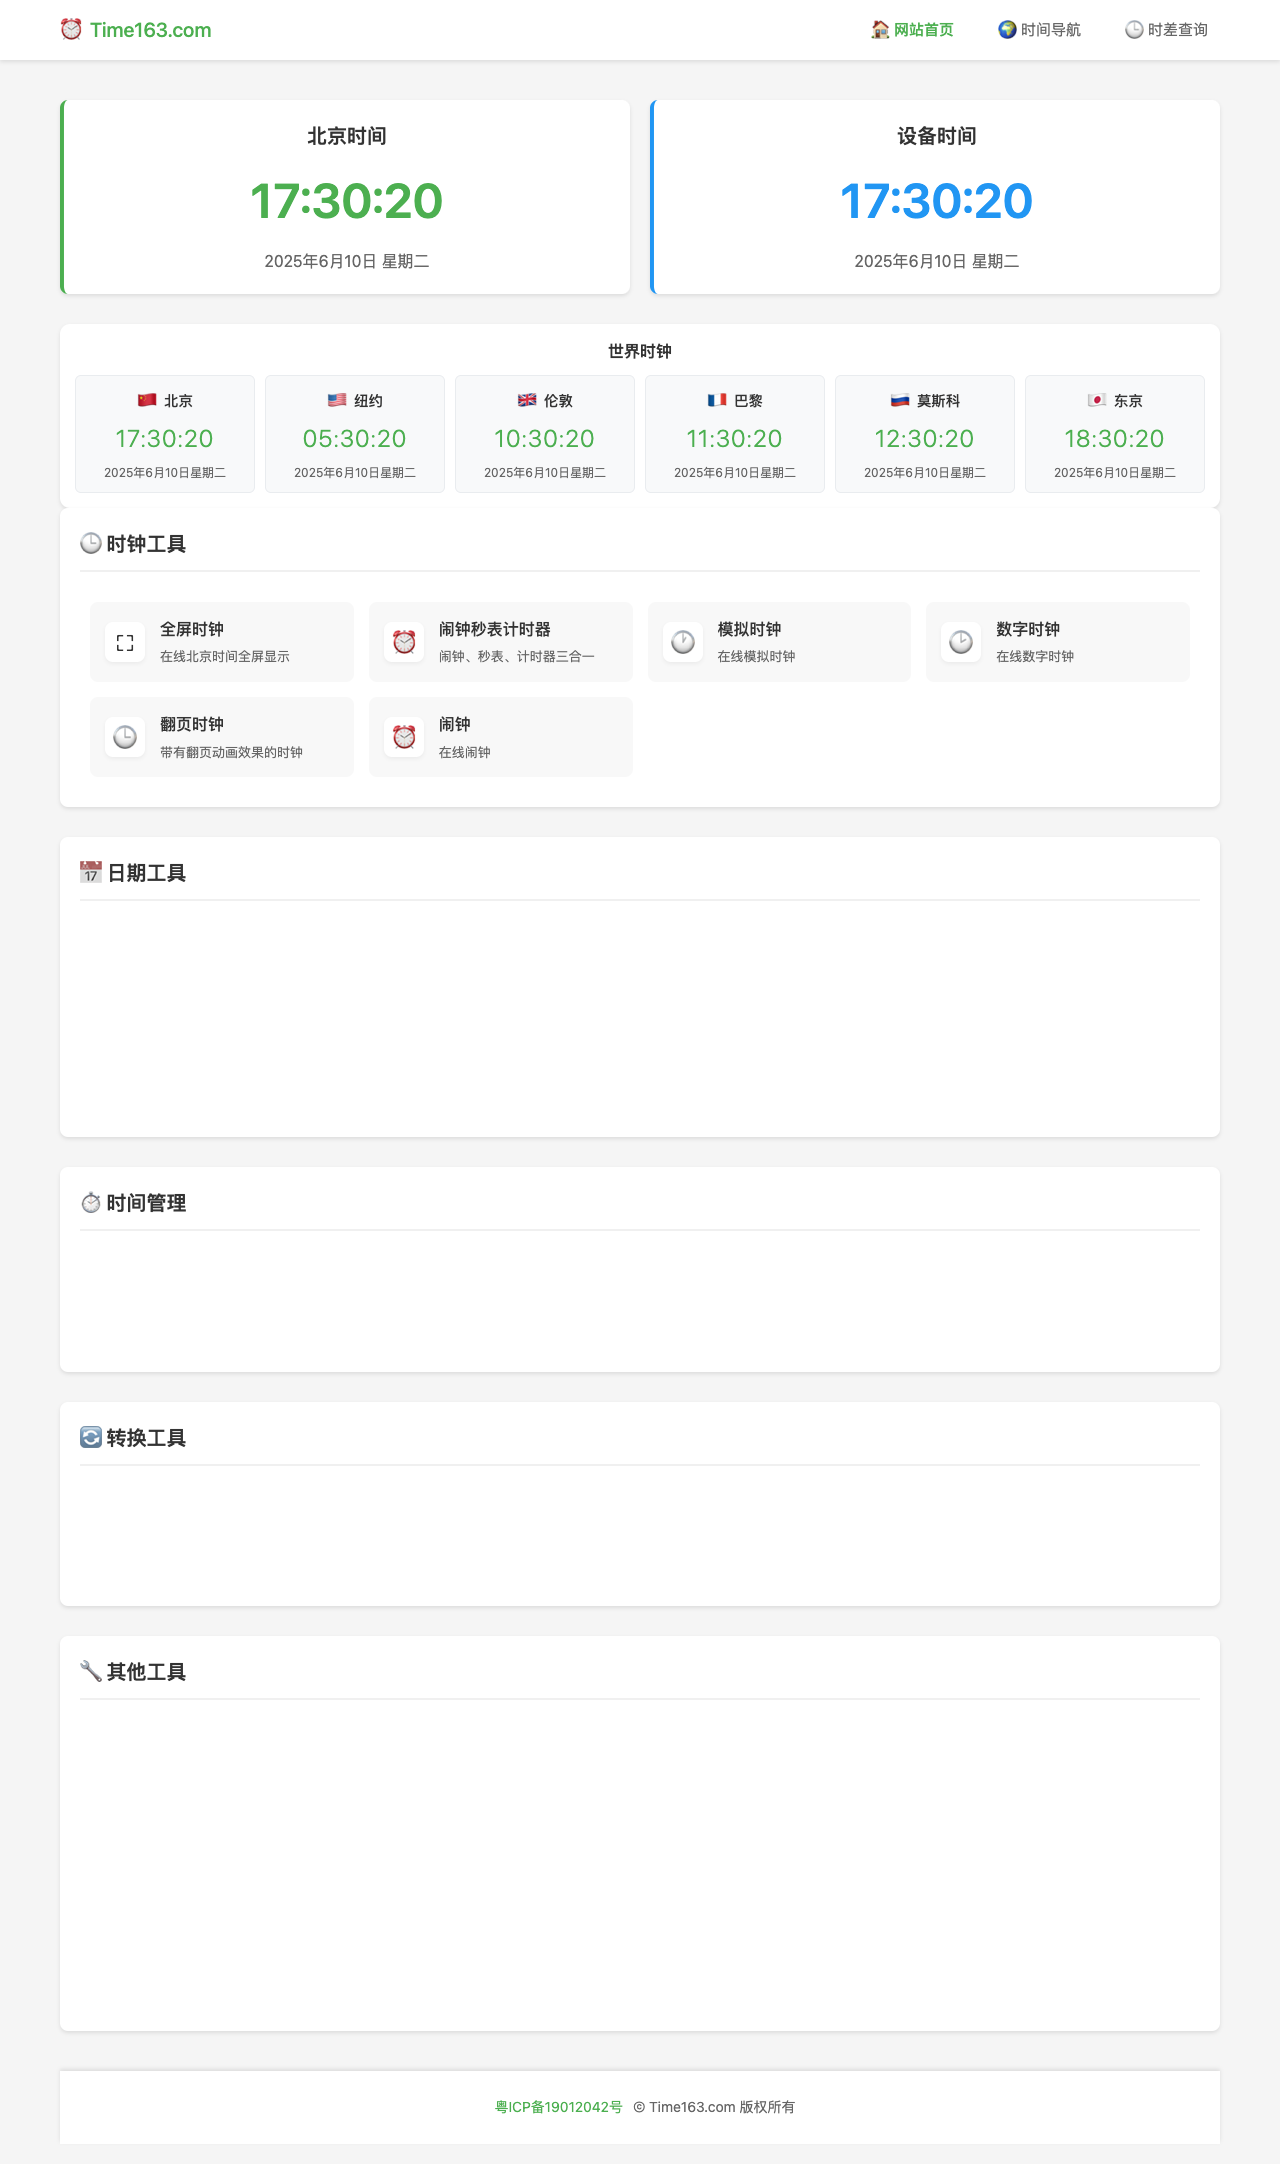 Time163.com
网站首页
时间导航
时差查询
北京时间
17:30:20
2025年6月10日 星期二
设备时间
17:30:20
2025年6月10日 星期二
世界时钟
北京
17:30:20
2025年6月10日星期二
纽约
05:30:20
2025年6月10日星期二
伦敦
10:30:20
2025年6月10日星期二
巴黎
11:30:20
2025年6月10日星期二
莫斯科
12:30:20
2025年6月10日星期二
东京
18:30:20
2025年6月10日星期二
时钟工具
全屏时钟
在线北京时间全屏显示
闹钟秒表计时器
闹钟、秒表、计时器三合一
模拟时钟
在线模拟时钟
数字时钟
在线数字时钟
翻页时钟
带有翻页动画效果的时钟
闹钟
在线闹钟
日期工具
时间管理
转换工具
其他工具
粤ICP备19012042号 © Time163.com 版权所有